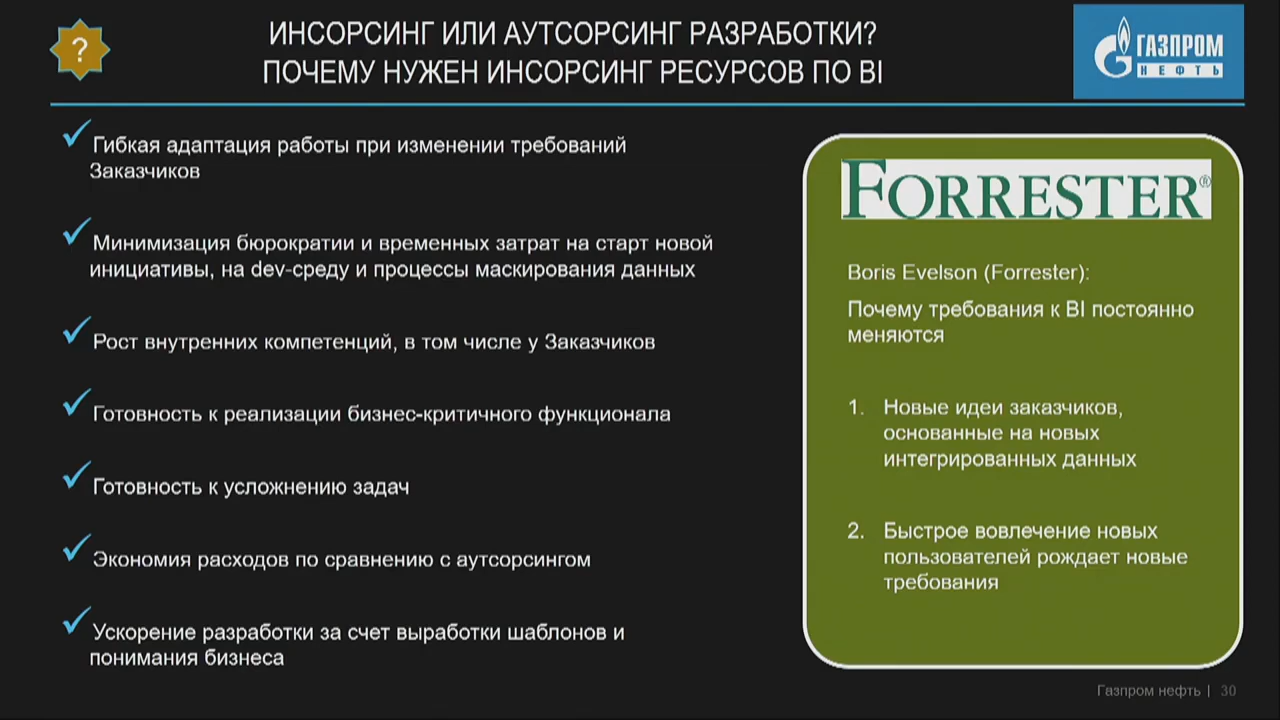 ?
ИНСОРСИНГ ИЛИ АУТСОРСИНГ РАЗРАБОТКИ?
ПОЧЕМУ НУЖЕН ИНСОРСИНГ РЕСУРСОВ ПО BI
ГАЗПРОМ
НЕФТЬ
Гибкая адаптация работы при изменении требований
Заказчиков
Минимизация бюрократии и временных затрат на старт новой
инициативы, на dev-среду и процессы маскирования данных
Рост внутренних компетенций, в том числе у Заказчиков
Готовность к реализации бизнес-критичного функционала
Готовность к усложнению задач
Экономия расходов по сравнению с аутсорсингом
Ускорение разработки за счет выработки шаблонов и
понимания бизнеса
FORRESTER®
Boris Evelson (Forrester):
Почему требования к BI постоянно
меняются
1. Новые идеи заказчиков,
основанные на новых
интегрированных данных
2. Быстрое вовлечение новых
пользователей рождает новые
требования
Газпром нефть | 30